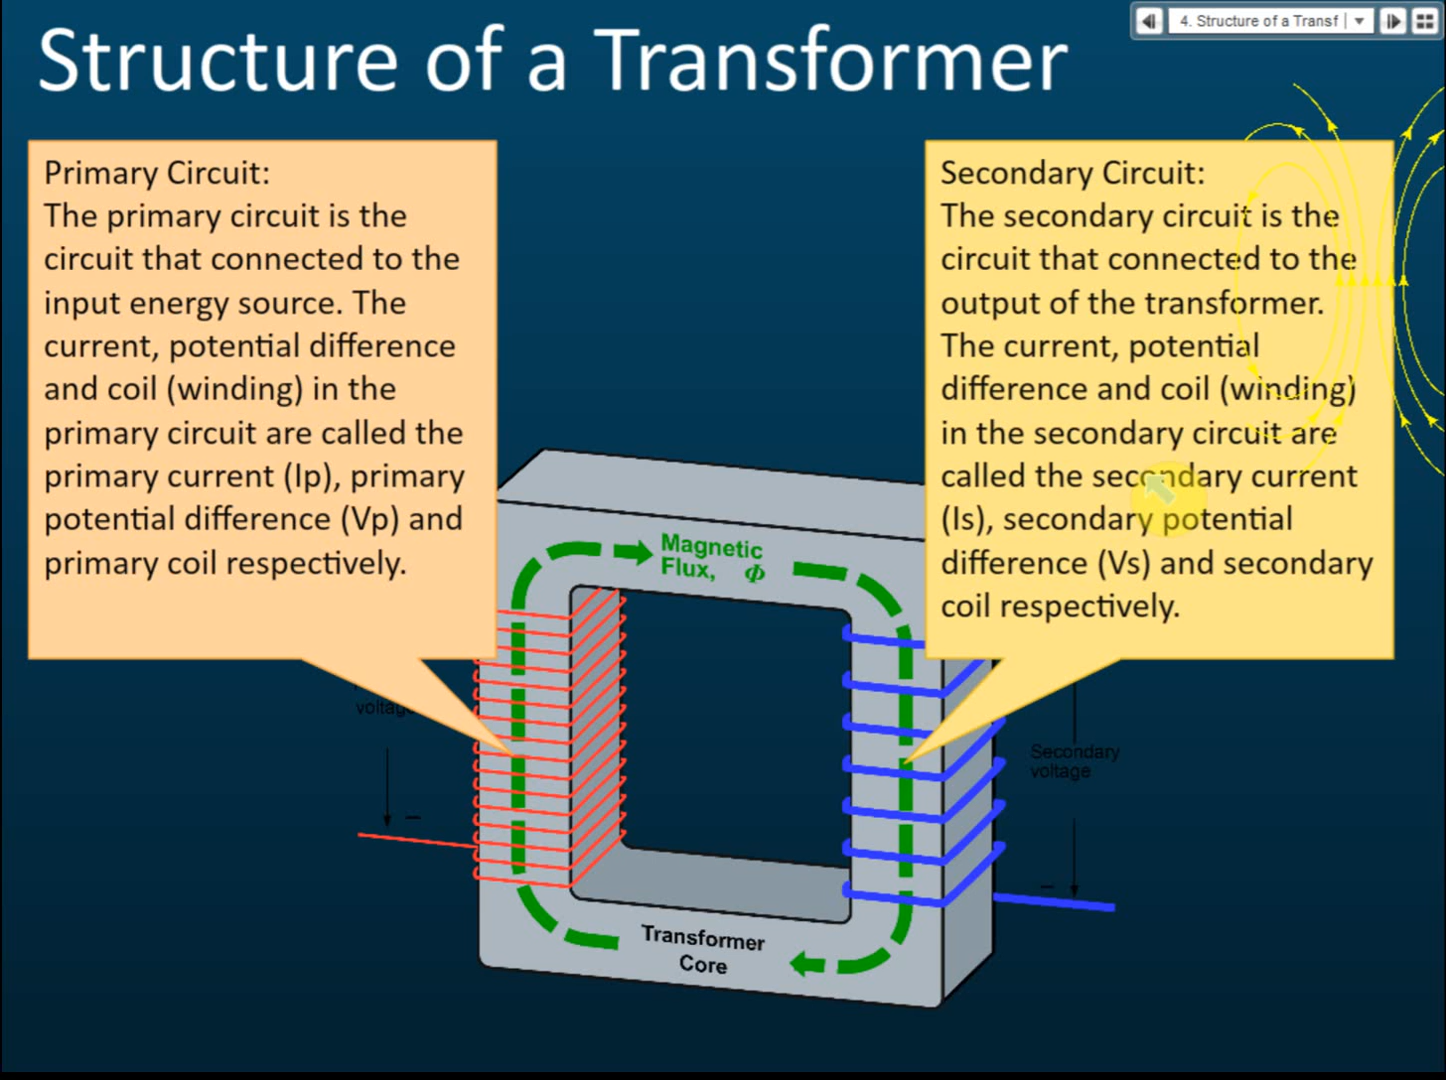 4. Structure of a Transf
Structure of a Transformer
Primary Circuit:
The primary circuit is the
circuit that connected to the
input energy source. The
current, potential difference
and coil (winding) in the
primary circuit are called the
primary current (Ip), primary
potential difference (Vp) and
primary coil respectively.
Secondary Circuit:
The secondary circuit is the
circuit that connected to the
output of the transformer.
The current, potential
difference and coil (winding)
in the secondary circuit are
called the secondary current
(Is), secondary potential
difference (Vs) and secondary
coil respectively.
Magnetic
Flux, Φ
voltage
−
Secondary
voltage
−
Transformer
Core